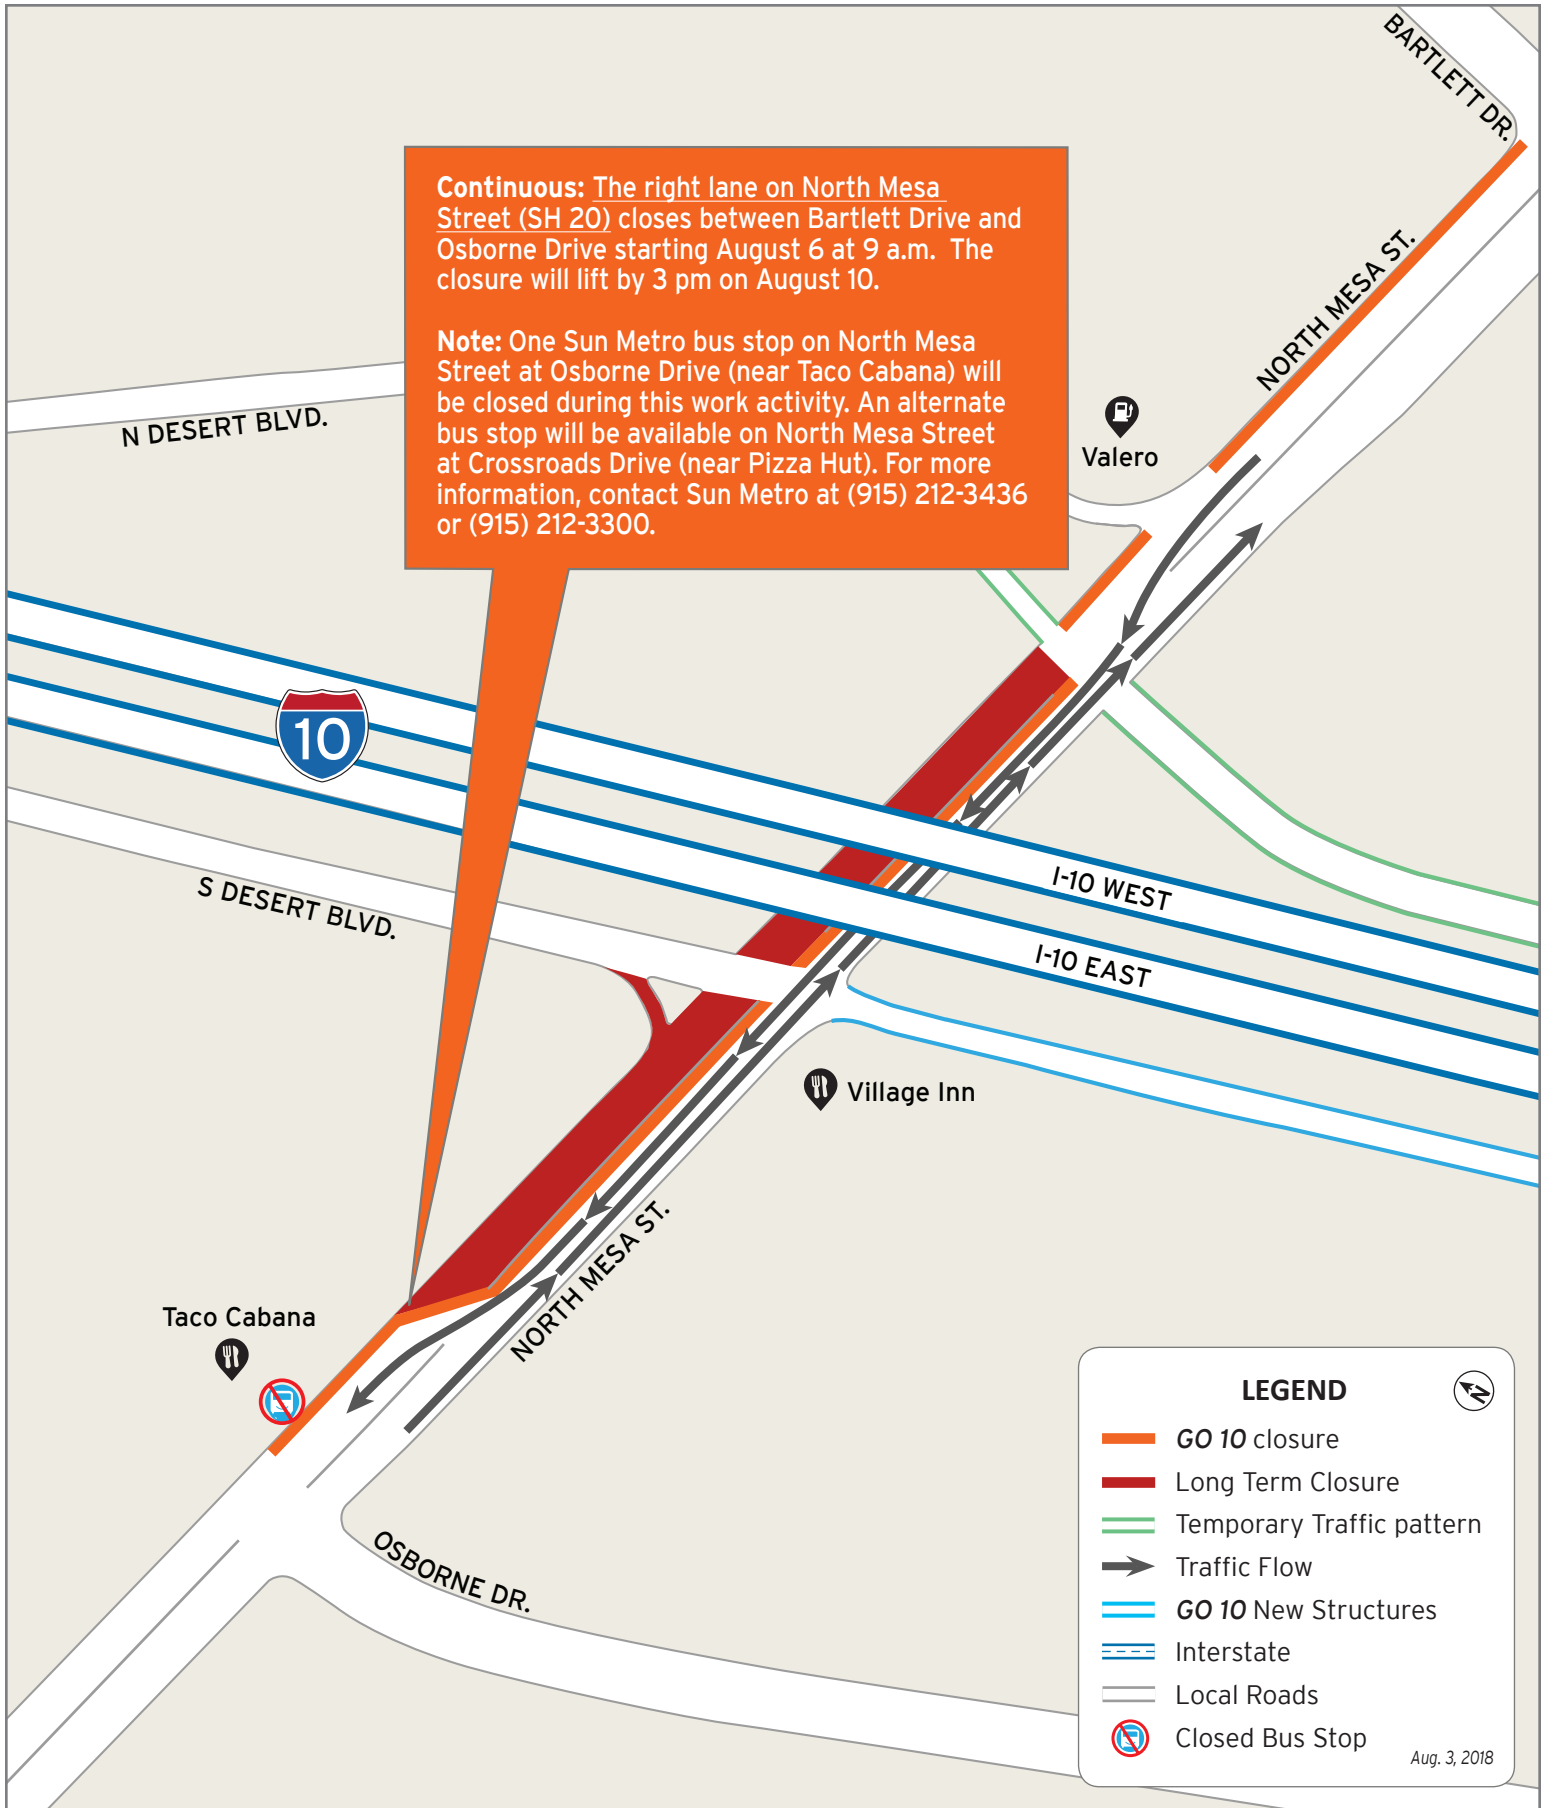 BARTLETT DR.
Continuous: The right lane on North Mesa
Street (SH 20) closes between Bartlett Drive and
Osborne Drive starting August 6 at 9 a.m.  The
closure will lift by 3 pm on August 10.
Note: One Sun Metro bus stop on North Mesa
Street at Osborne Drive (near Taco Cabana) will
be closed during this work activity. An alternate
bus stop will be available on North Mesa Street
at Crossroads Drive (near Pizza Hut). For more
information, contact Sun Metro at (915) 212-3436
or (915) 212-3300.
NORTH MESA ST.
N DESERT BLVD.
Valero
10
I-10 WEST
S DESERT BLVD.
I-10 EAST
Village Inn
NORTH MESA ST.
Taco Cabana
OSBORNE DR.
LEGEND
N
GO 10 closure
Long Term Closure
Temporary Traffic pattern
Traffic Flow
GO 10 New Structures
Interstate
Local Roads
Closed Bus Stop
Aug. 3, 2018